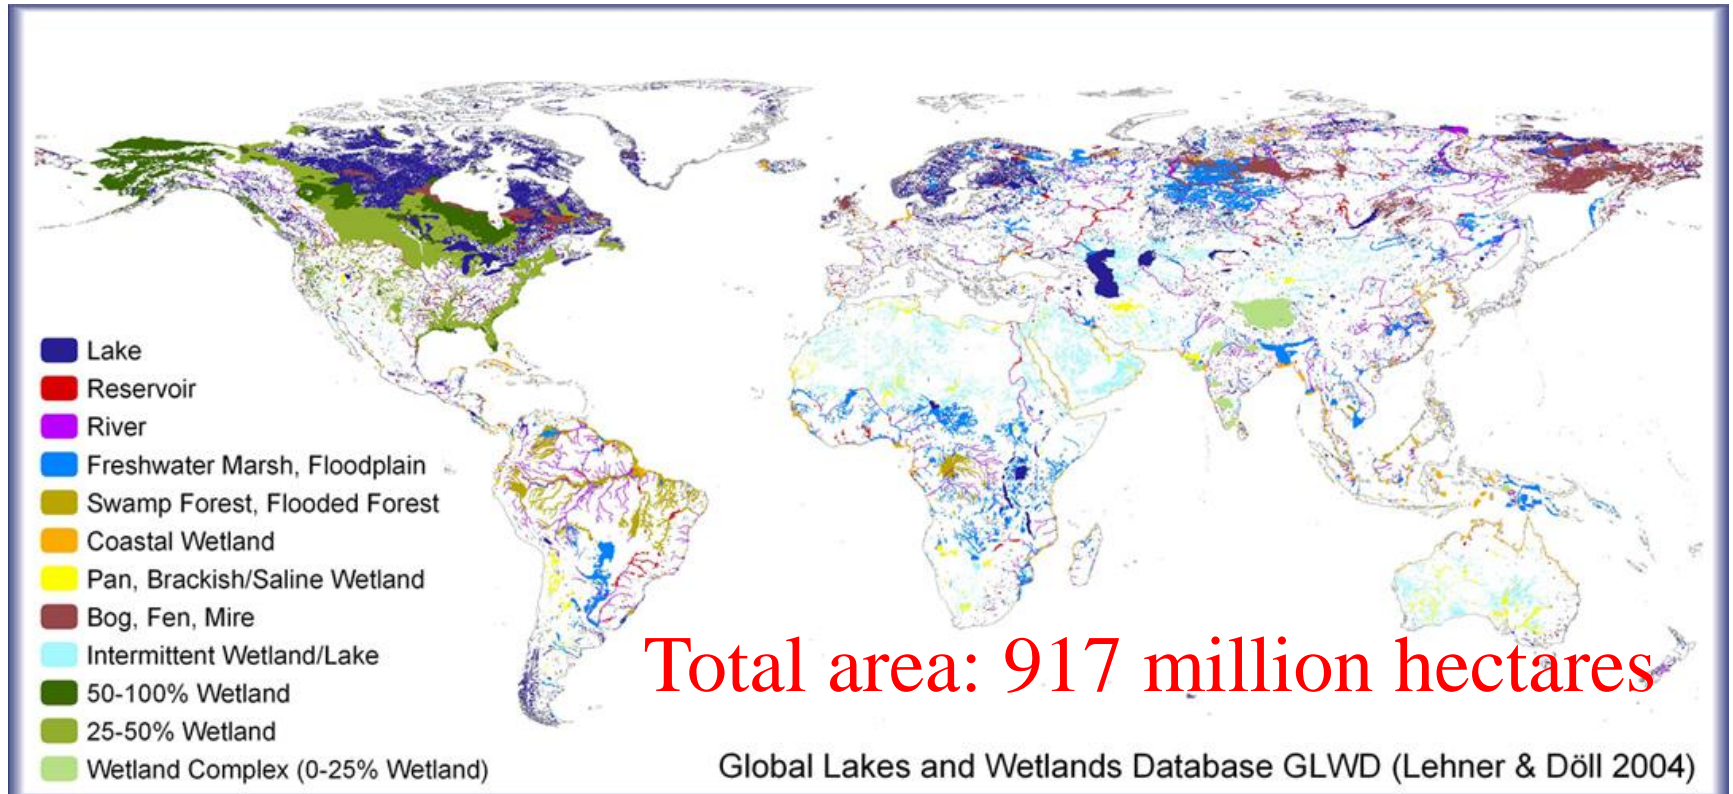 Lake
Reservoir
River
Freshwater Marsh, Floodplain
Swamp Forest, Flooded Forest
Coastal Wetland
Pan, Brackish/Saline Wetland
Bog, Fen, Mire
Intermittent Wetland/Lake
50-100% Wetland
25-50% Wetland
Wetland Complex (0-25% Wetland)
Total area: 917 million hectares
Global Lakes and Wetlands Database GLWD (Lehner & Döll 2004)